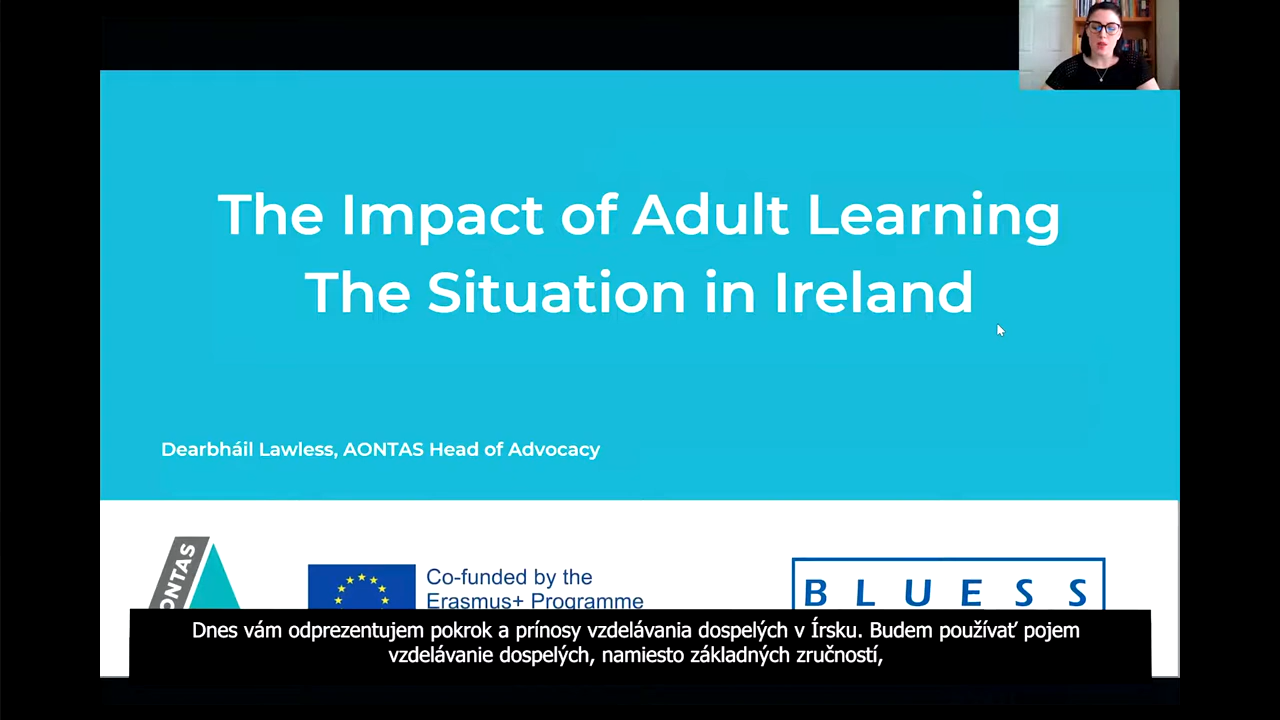 The Impact of Adult Learning
The Situation in Ireland
Dearbháil Lawless, AONTAS Head of Advocacy
Co-funded by the
Erasmus+ Programme
BLUESS
Dnes vám odprezentujem pokrok a prínosy vzdelávania dospelých v Írsku. Budem používať pojem
vzdelávanie dospelých, namiesto základných zručností,